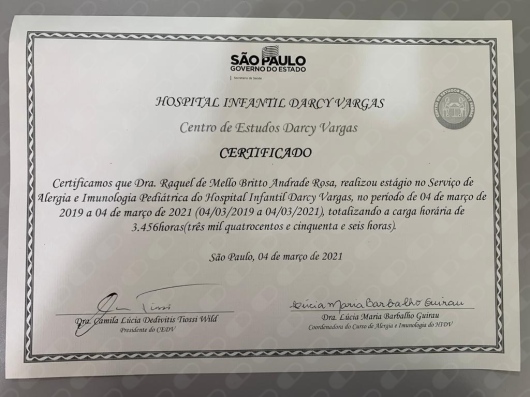 SÃO PAULO
GOVERNO DO ESTADO
HOSPITAL INFANTIL DARCY VARGAS
Centro de Estudos Darcy Vargas
CERTIFICADO
Certificamos que Dra. Raquel de Mello Britto Andrade Rosa, realizou estágio no Serviço de
Alergia e Imunologia Pediátrica do Hospital Infantil Darcy Vargas, no período de 04 de março de
2019 a 04 de março de 2021 (04/03/2019 a 04/03/2021), totalizando a carga horária de
3.456horas(três mil quatrocentos e cinquenta e seis horas).
São Paulo, 04 de março de 2021
Tiossi
Lúcia Maria Barbalho Guirau
Dra. Camila Lúcia Dedivitis Tiossi Wild
Presidente do CEDV
Dra. Lúcia Maria Barbalho Guirau
Coordenadora do Curso de Alergia e Imunologia do HIDV